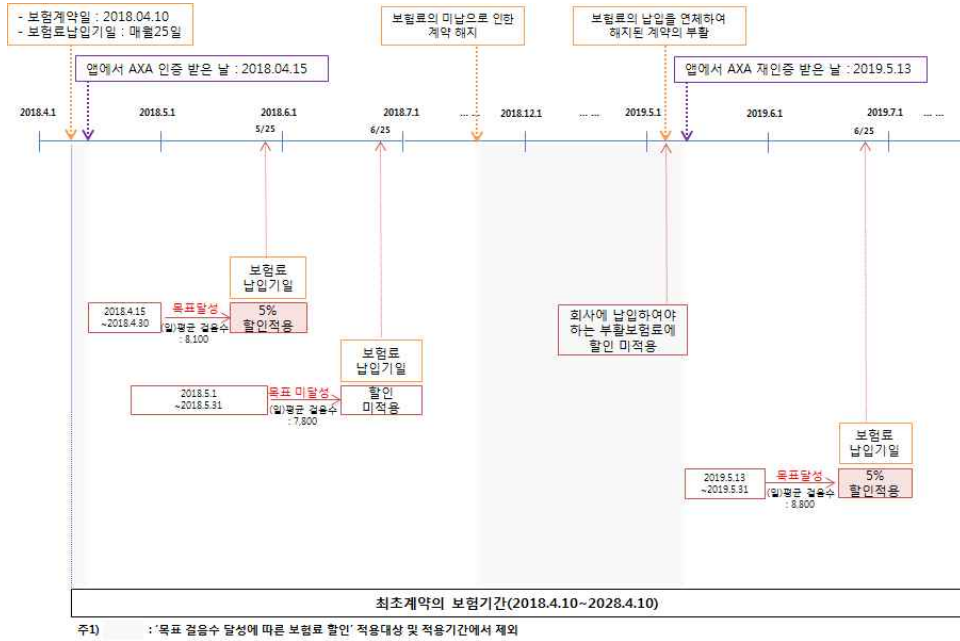 - 보험계약일 : 2018.04.10
- 보험료납입기일 : 매월25일
보험료의 미납으로 인한
계약 해지
보험료의 납입을 연체하여
해지된 계약의 부활
앱에서 AXA 인증 받은 날 : 2018.04.15
앱에서 AXA 재인증 받은 날 : 2019.5.13
2018.4.1 2018.5.1 2018.6.1 2018.7.1 ... ... 2018.12.1 ... ... 2019.5.1 2019.6.1 2019.7.1 ... ...
5/25 6/25 6/25
보험료
납입기일
2018.4.15
~2018.4.30
목표달성
(일)평균 걸음수
: 8,100
5%
할인적용
회사에 납입하여야
하는 부활보험료에
할인 미적용
보험료
납입기일
2018.5.1
~2018.5.31
목표 미달성
(일)평균 걸음수
: 7,800
할인
미적용
보험료
납입기일
2019.5.13
~2019.5.31
목표달성
(일)평균 걸음수
: 8,800
5%
할인적용
최초계약의 보험기간(2018.4.10~2028.4.10)
주1) : '목표 걸음수 달성에 따른 보험료 할인' 적용대상 및 적용기간에서 제외